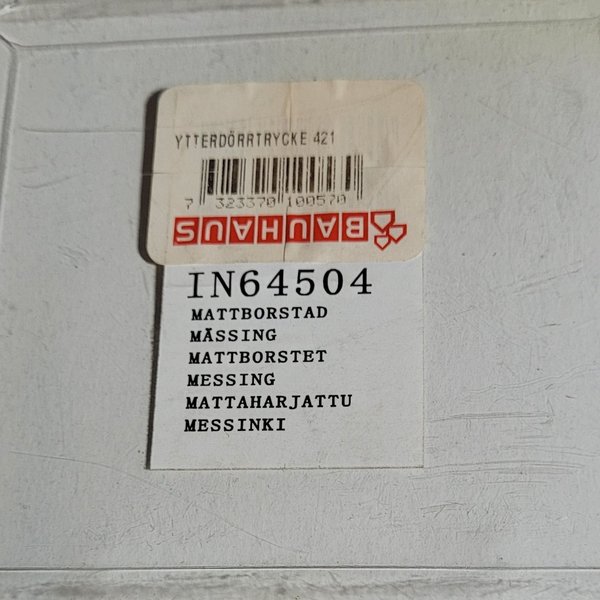 YTTERDÖRRTRYCKE 421
7 323370 100570
BAUHAUS
IN64504
MATTBORSTAD
MÄSSING
MATTBORSTET
MESSING
MATTAHARJATTU
MESSINKI